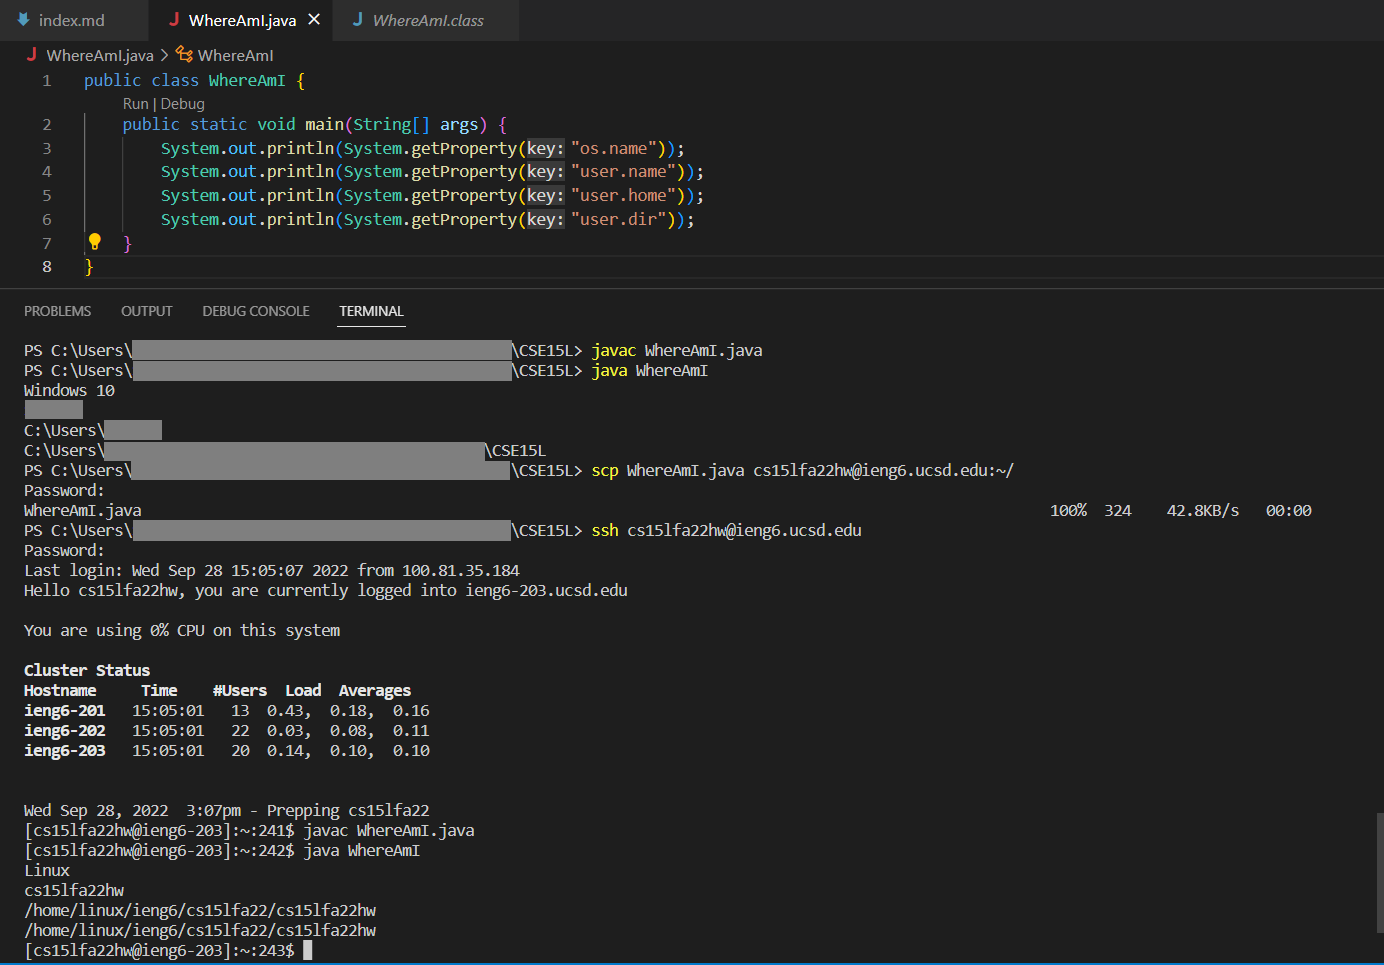 index.md
WhereAmI.java
WhereAmI.class
WhereAmI.java > WhereAmI
1 public class WhereAmI {
Run | Debug
2 public static void main(String[] args) {
3 System.out.println(System.getProperty(key: "os.name"));
4 System.out.println(System.getProperty(key: "user.name"));
5 System.out.println(System.getProperty(key: "user.home"));
6 System.out.println(System.getProperty(key: "user.dir"));
7 }
8 }
PROBLEMS OUTPUT DEBUG CONSOLE TERMINAL
PS C:\Users\ \CSE15L> javac WhereAmI.java
PS C:\Users\ \CSE15L> java WhereAmI
Windows 10
C:\Users\
C:\Users\ \CSE15L
PS C:\Users\ \CSE15L> scp WhereAmI.java cs15lfa22hw@ieng6.ucsd.edu:~/
Password:
WhereAmI.java 100% 324 42.8KB/s 00:00
PS C:\Users\ \CSE15L> ssh cs15lfa22hw@ieng6.ucsd.edu
Password:
Last login: Wed Sep 28 15:05:07 2022 from 100.81.35.184
Hello cs15lfa22hw, you are currently logged into ieng6-203.ucsd.edu
You are using 0% CPU on this system
Cluster Status
Hostname Time #Users Load Averages
ieng6-201 15:05:01 13 0.43, 0.18, 0.16
ieng6-202 15:05:01 22 0.03, 0.08, 0.11
ieng6-203 15:05:01 20 0.14, 0.10, 0.10
Wed Sep 28, 2022 3:07pm - Prepping cs15lfa22
[cs15lfa22hw@ieng6-203]:~:241$ javac WhereAmI.java
[cs15lfa22hw@ieng6-203]:~:242$ java WhereAmI
Linux
cs15lfa22hw
/home/linux/ieng6/cs15lfa22/cs15lfa22hw
/home/linux/ieng6/cs15lfa22/cs15lfa22hw
[cs15lfa22hw@ieng6-203]:~:243$